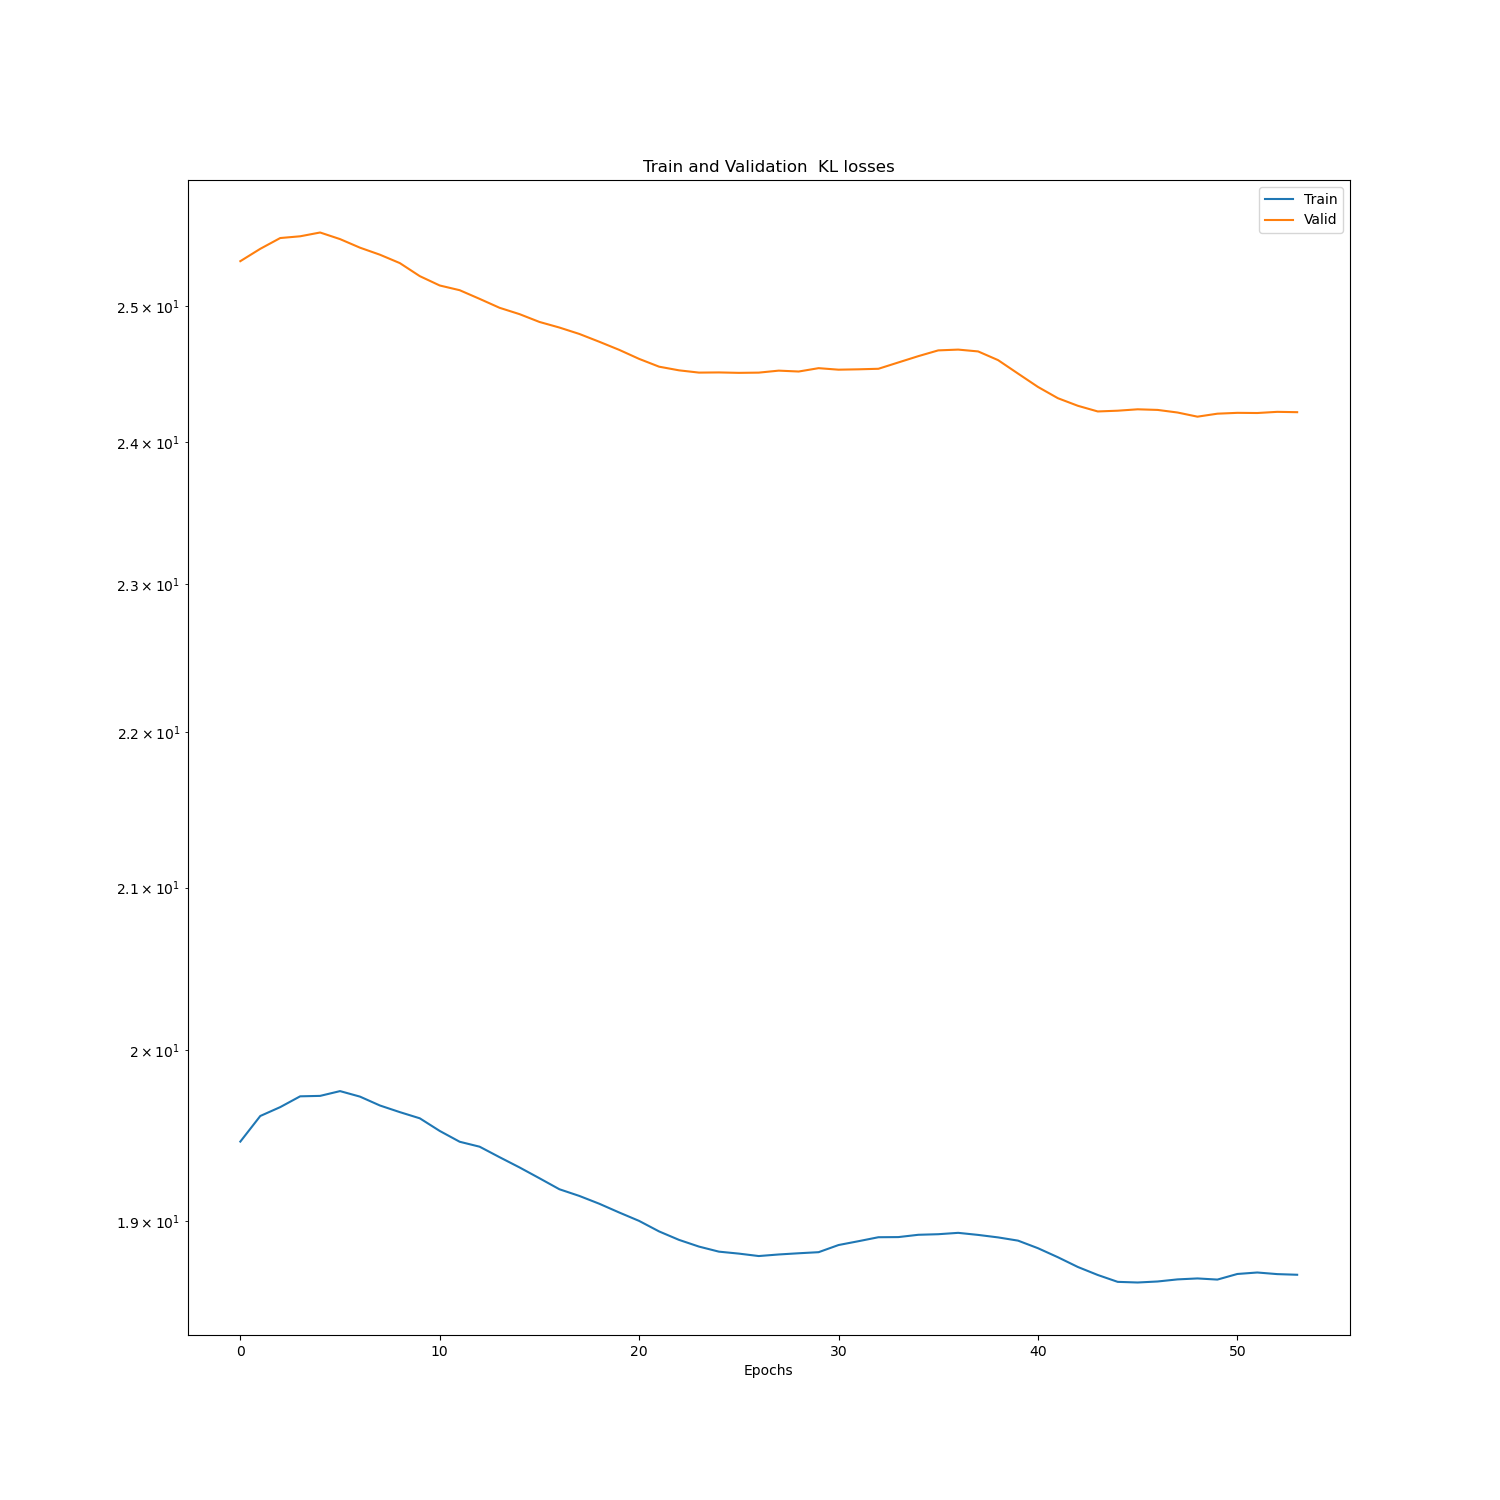 Train and Validation  KL losses
Train
Valid
2.5 × 10¹
2.4 × 10¹
2.3 × 10¹
2.2 × 10¹
2.1 × 10¹
2 × 10¹
1.9 × 10¹
0 10 20 30 40 50
Epochs